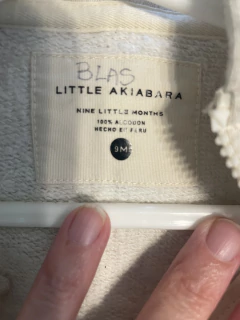 BLAS
LITTLE AKIABARA
NINE LITTLE MONTHS
100% ALGODON
HECHO EN PERU
9M